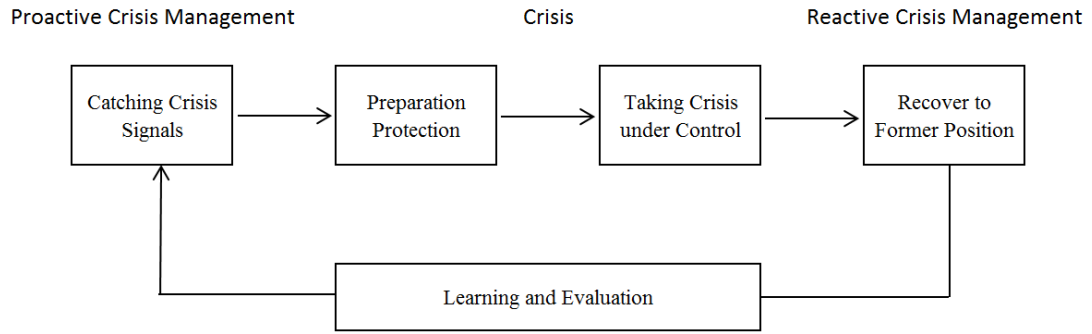 Proactive Crisis Management
Crisis
Reactive Crisis Management
Catching Crisis
Signals
Preparation
Protection
Taking Crisis
under Control
Recover to
Former Position
Learning and Evaluation